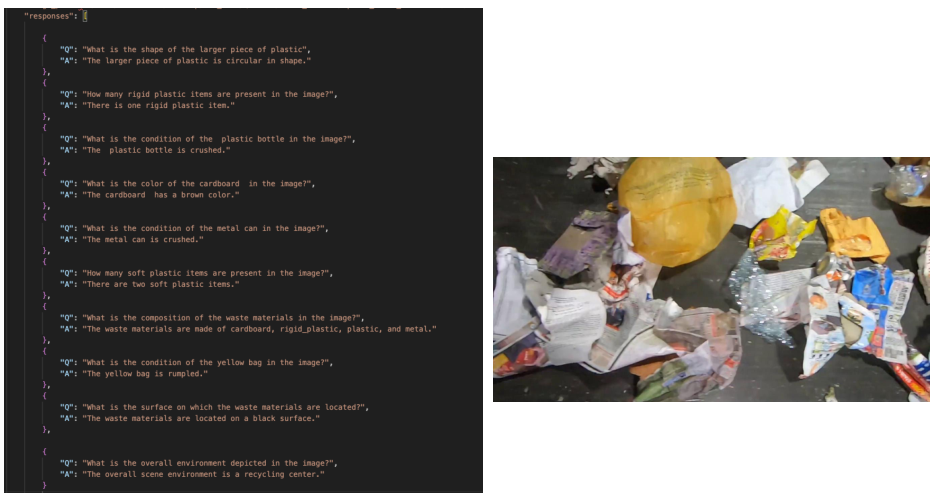 "responses": [
{
"Q": "What is the shape of the larger piece of plastic",
"A": "The larger piece of plastic is circular in shape."
},
{
"Q": "How many rigid plastic items are present in the image?",
"A": "There is one rigid plastic item."
},
{
"Q": "What is the condition of the  plastic bottle in the image?",
"A": "The  plastic bottle is crushed."
},
{
"Q": "What is the color of the cardboard  in the image?",
"A": "The cardboard  has a brown color."
},
{
"Q": "What is the condition of the metal can in the image?",
"A": "The metal can is crushed."
},
{
"Q": "How many soft plastic items are present in the image?",
"A": "There are two soft plastic items."
},
{
"Q": "What is the composition of the waste materials in the image?",
"A": "The waste materials are made of cardboard, rigid_plastic, plastic, and metal."
},
{
"Q": "What is the condition of the yellow bag in the image?",
"A": "The yellow bag is rumpled."
},
{
"Q": "What is the surface on which the waste materials are located?",
"A": "The waste materials are located on a black surface."
},
{
"Q": "What is the overall environment depicted in the image?",
"A": "The overall scene environment is a recycling center."
}